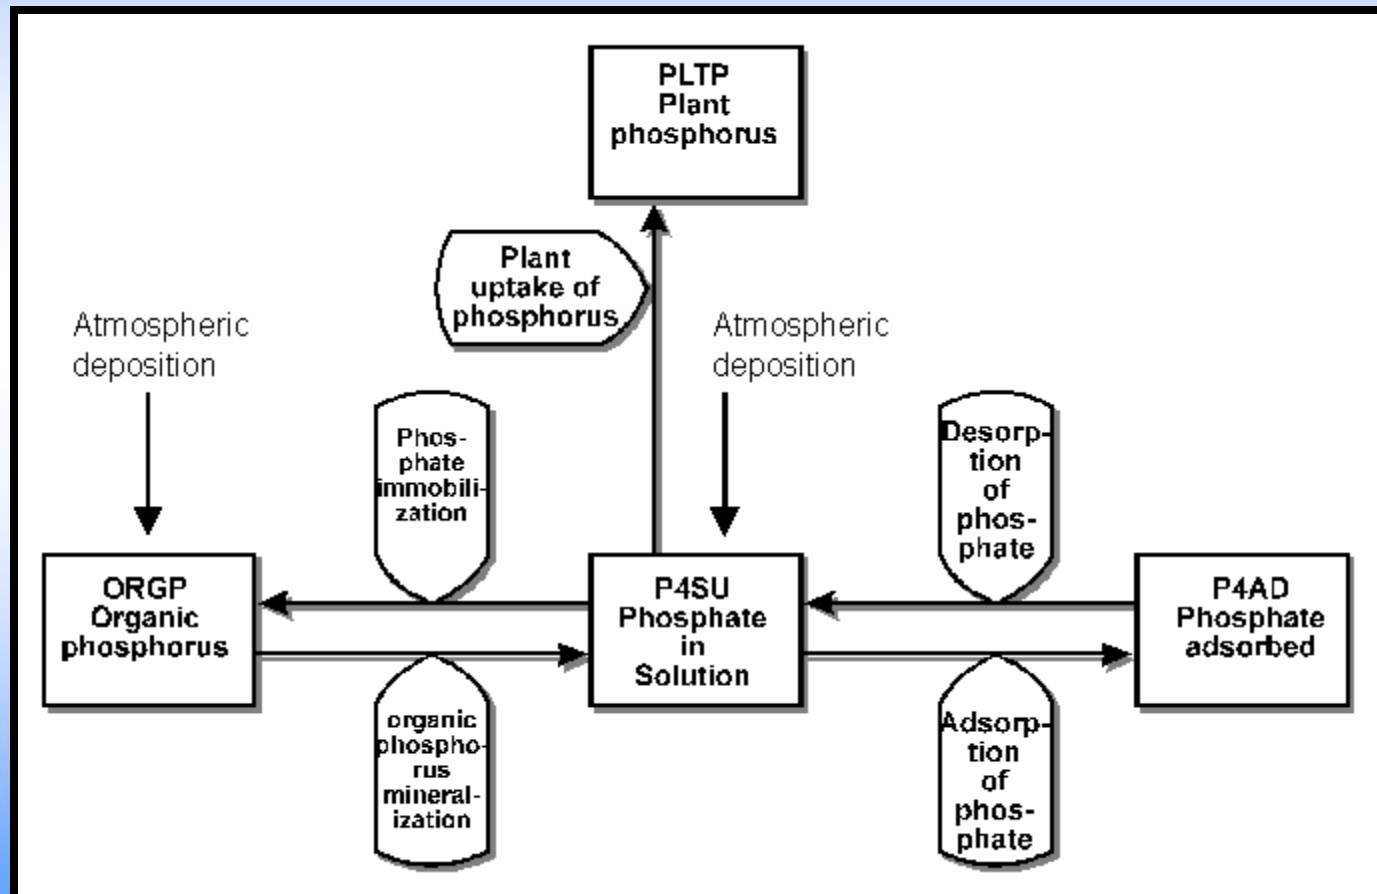 PLTP
Plant
phosphorus
Plant
uptake of
phosphorus
Atmospheric
deposition
Atmospheric
deposition
Phos-
phate
immobili-
zation
Desorp-
tion
of
phos-
phate
ORGP
Organic
phosphorus
P4SU
Phosphate
in
Solution
P4AD
Phosphate
adsorbed
organic
phospho-
rus
mineral-
ization
Adsorp-
tion
of
phos-
phate